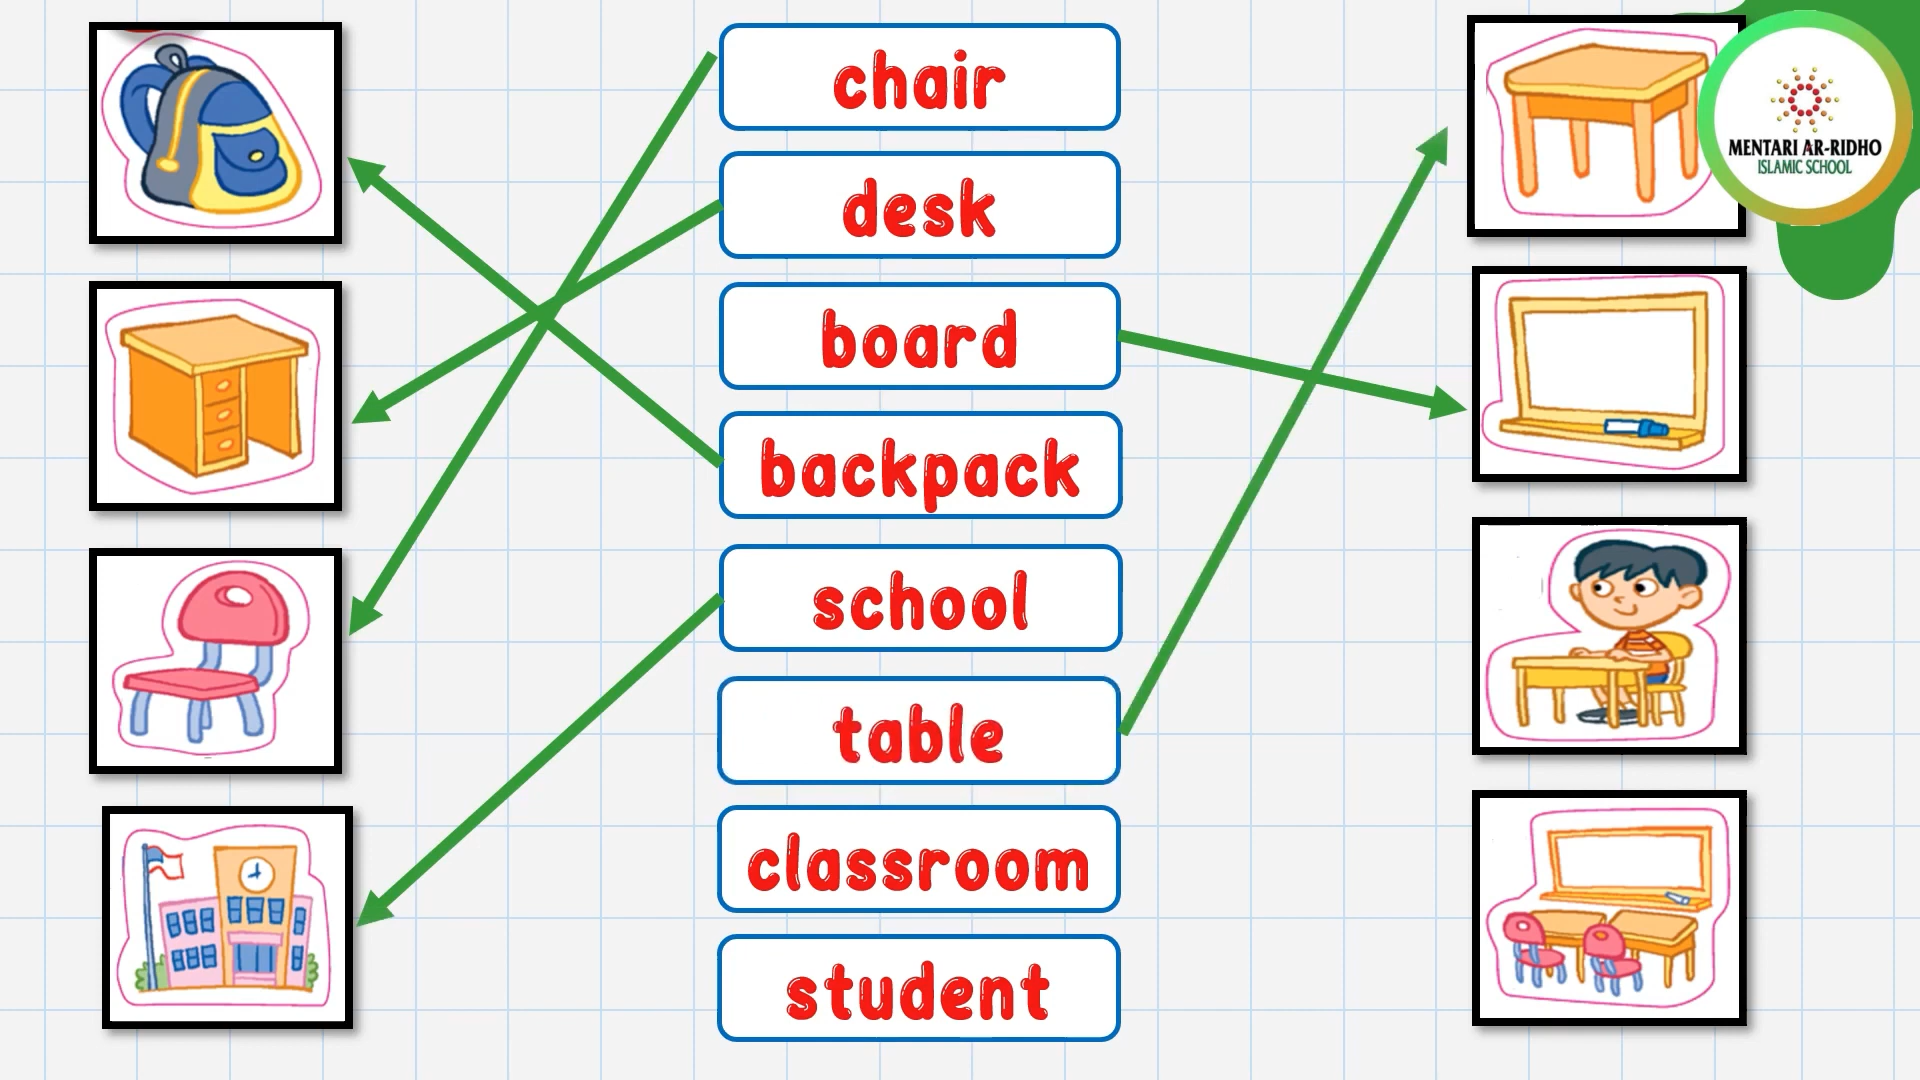 chair
desk
board
backpack
school
table
classroom
student
MENTARI AR-RIDHO
ISLAMIC SCHOOL